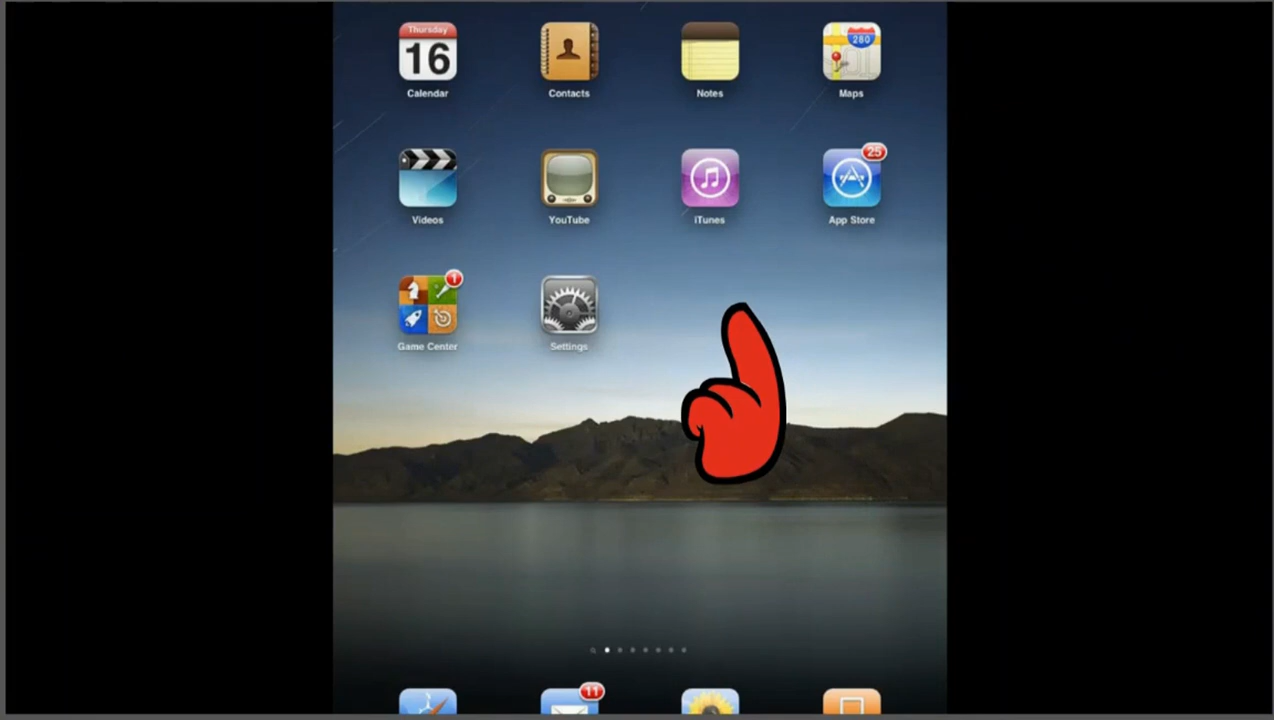 Thursday
16
280
Calendar
Contacts
Notes
Maps
25
Videos
YouTube
iTunes
App Store
1
Game Center
Settings
11